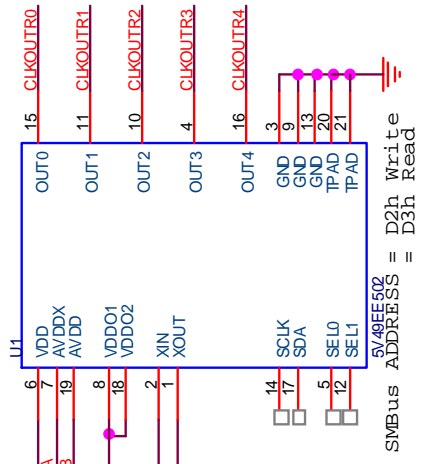 CLKOUTR0
CLKOUTR1
CLKOUTR2
CLKOUTR3
CLKOUTR4
15
11
10
4
16
3
9
13
20
21
OUT0
OUT1
OUT2
OUT3
OUT4
GND
GND
GND
TPAD
TPAD
U1
VDD
AVDDX
AVDD
VDDO1
VDDO2
XIN
XOUT
SCLK
SDA
SEL0
SEL1
6
7
19
8
18
2
1
14
17
5
12
A
B
5V49EE502
SMBus ADDRESS = D2h Write
= D3h Read